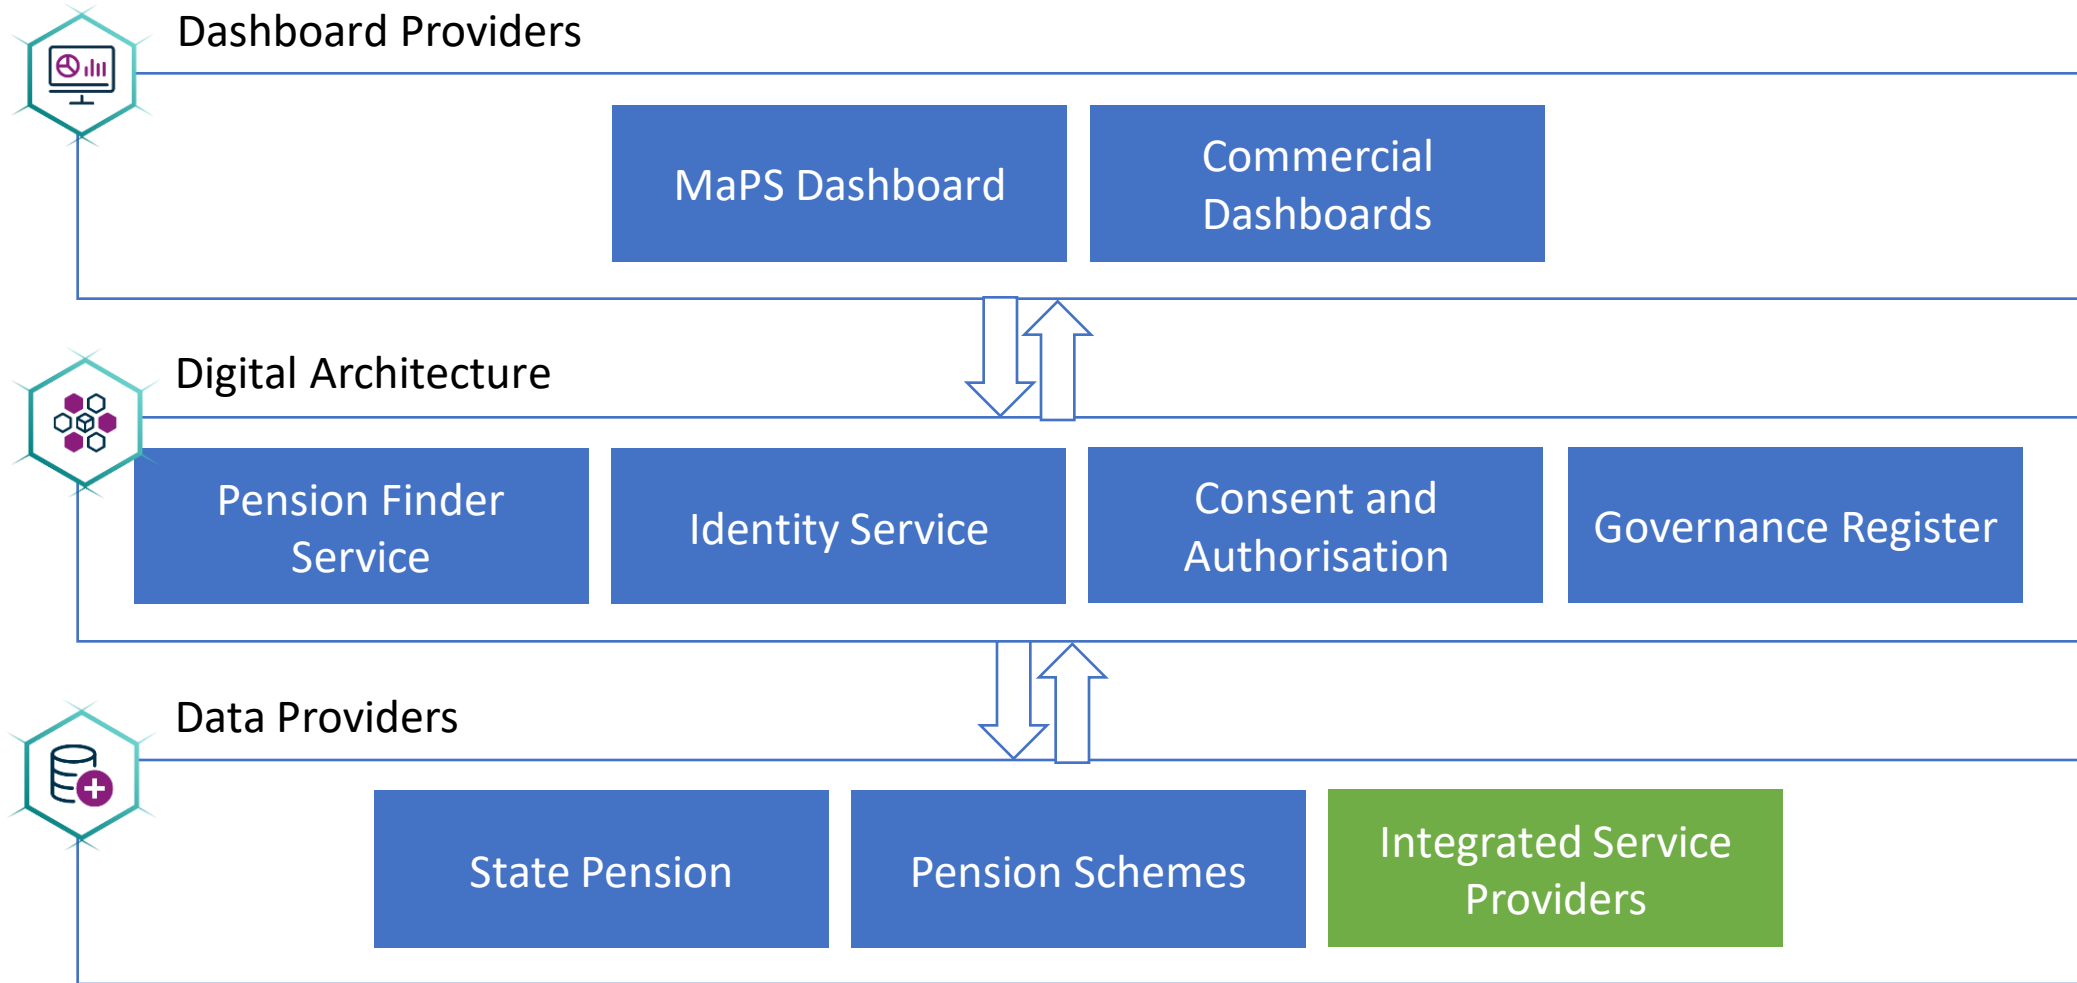 Dashboard Providers
MaPS Dashboard
Commercial
Dashboards
Digital Architecture
Pension Finder
Service
Identity Service
Consent and
Authorisation
Governance Register
Data Providers
State Pension
Pension Schemes
Integrated Service
Providers